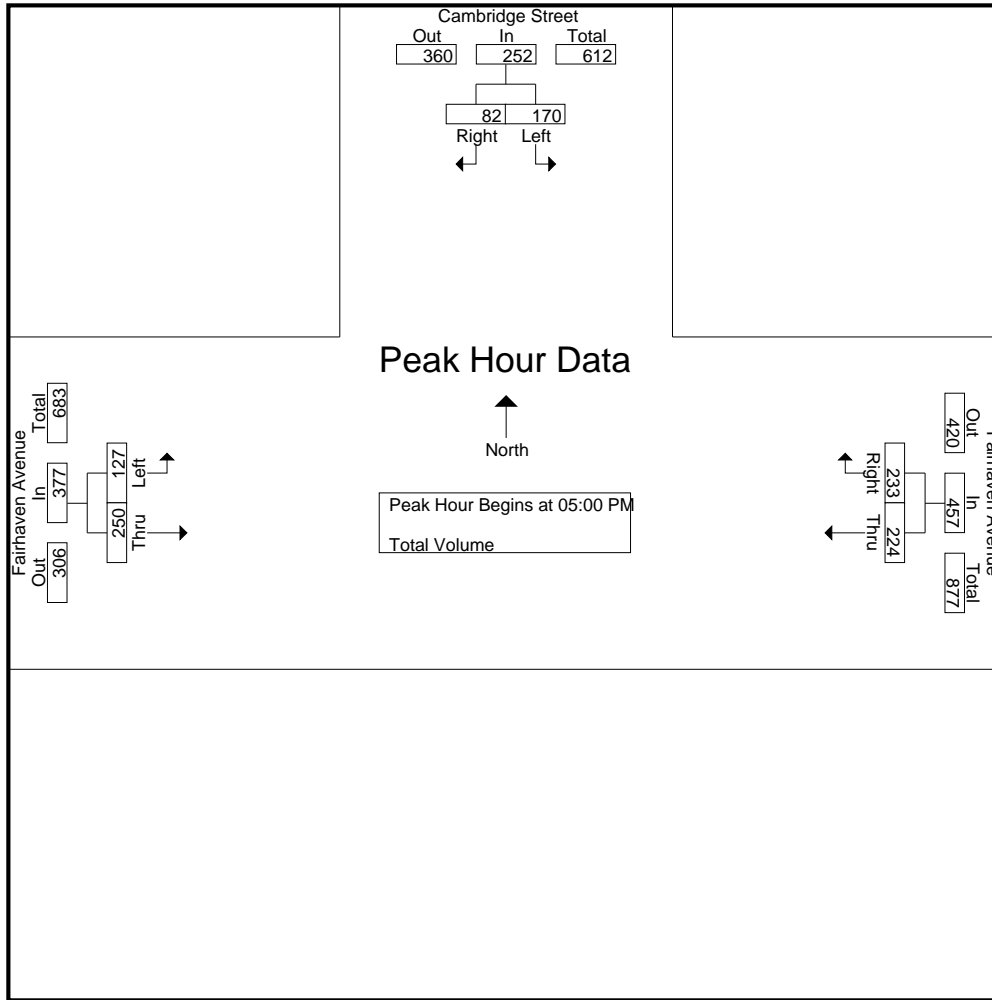 Cambridge Street
Out In Total
360 252 612
82 170
Right Left
Peak Hour Data
North
Peak Hour Begins at 05:00 PM
Total Volume
Fairhaven Avenue
Out In Total
306 377 683
127 250
Left Thru
Fairhaven Avenue
Out In Total
420 457 877
233 224
Right Thru